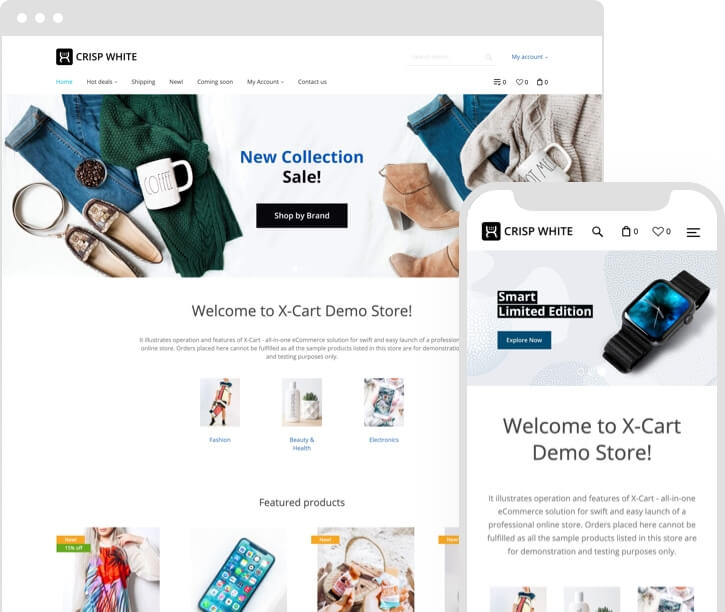 CRISP WHITE
My account
Home Hot deals Shipping New! Coming soon My Account Contact us
0 0 0
New Collection
Sale!
COFFEE
Shop by Brand
Welcome to X-Cart Demo Store!
It illustrates operation and features of X-Cart - all-in-one eCommerce solution for swift and easy launch of a
online store. Orders placed here cannot be fulfilled as all the sample products listed in this store are for
and testing purposes only.
Fashion
Beauty &
Health
Electronics
Featured products
New!
15% off
New!
New!
CRISP WHITE 0 0
Smart
Limited Edition
Explore Now
Welcome to X-Cart
Demo Store!
It illustrates operation and features of X-Cart - all-in-one
eCommerce solution for swift and easy launch of a
professional online store. Orders placed here cannot be
fulfilled as all the sample products listed in this store are
for demonstration and testing purposes only.